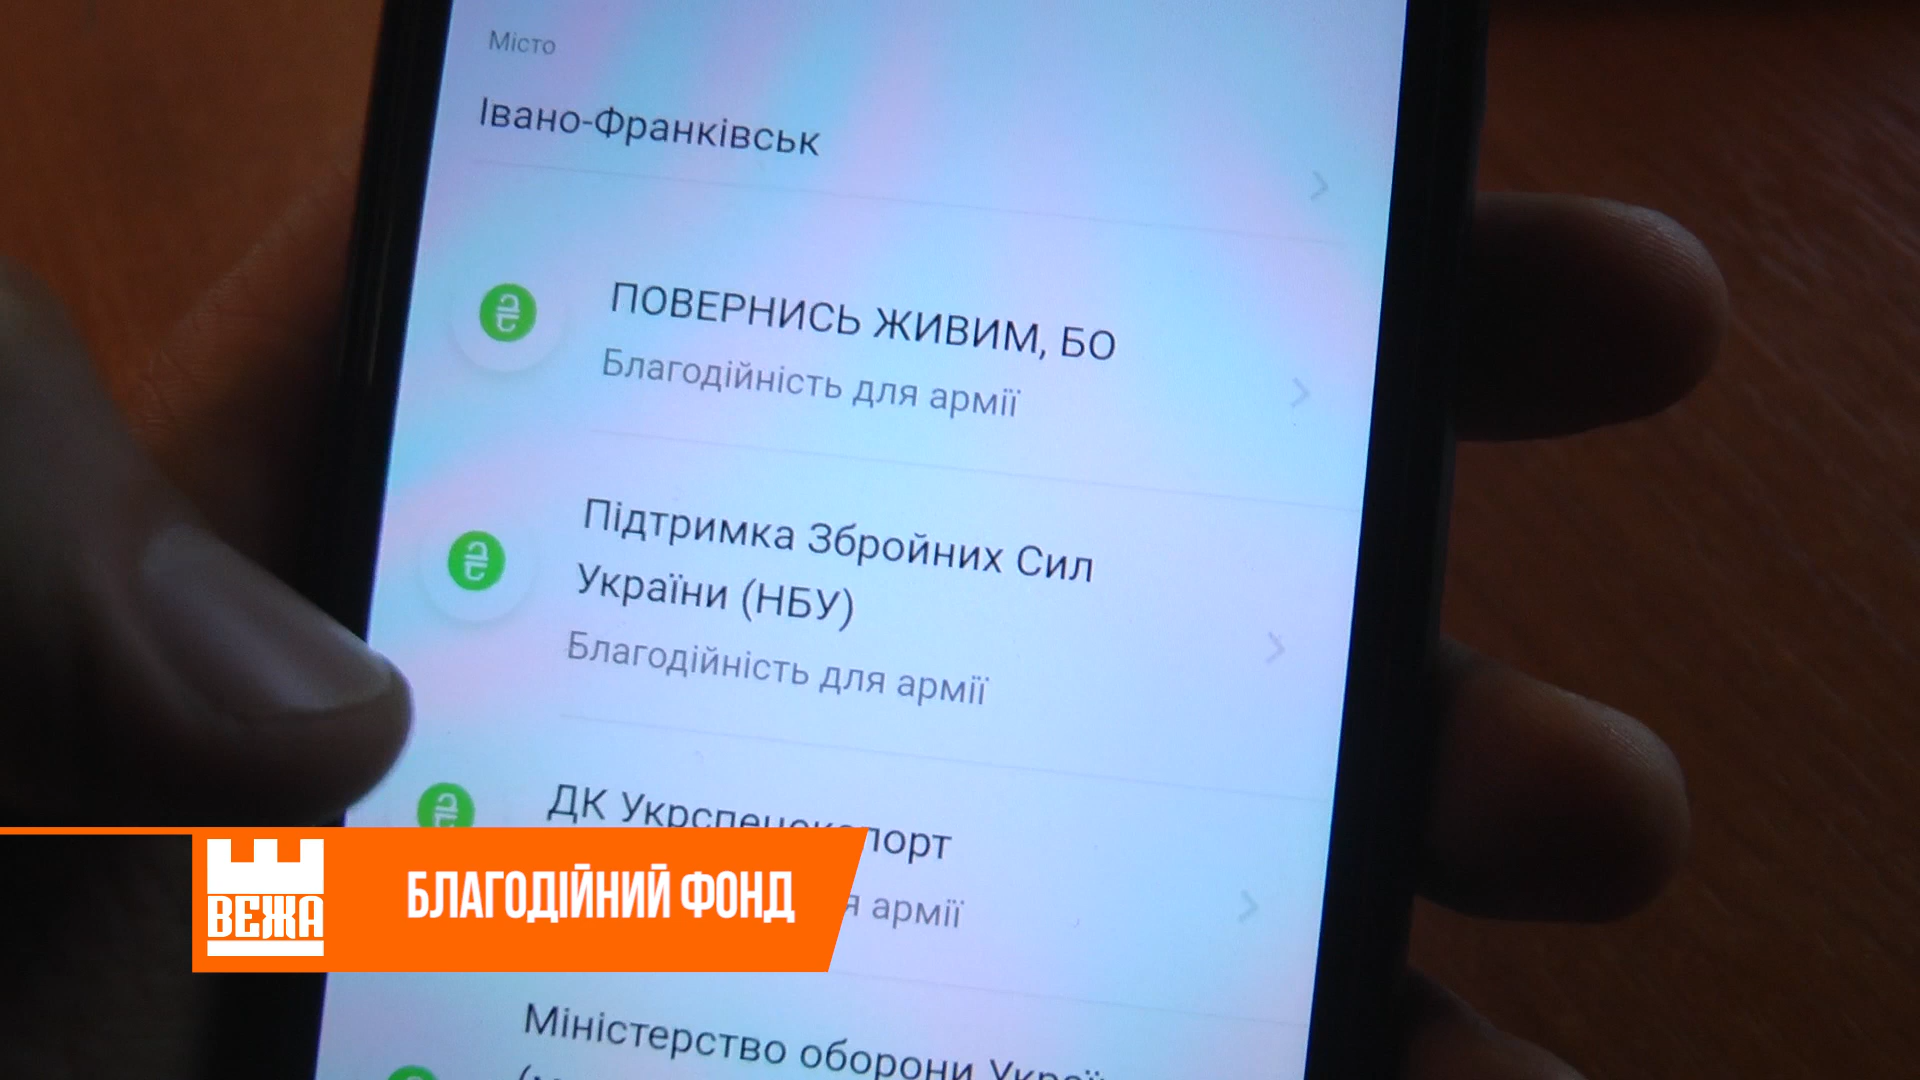 Місто
Івано-Франківськ
ПОВЕРНИСЬ ЖИВИМ, БО
Благодійність для армії
Підтримка Збройних Сил
України (НБУ)
Благодійність для армії
ДК
армії
ВЕЖА
БЛАГОДІЙНИЙ ФОНД
Міністерство оборони